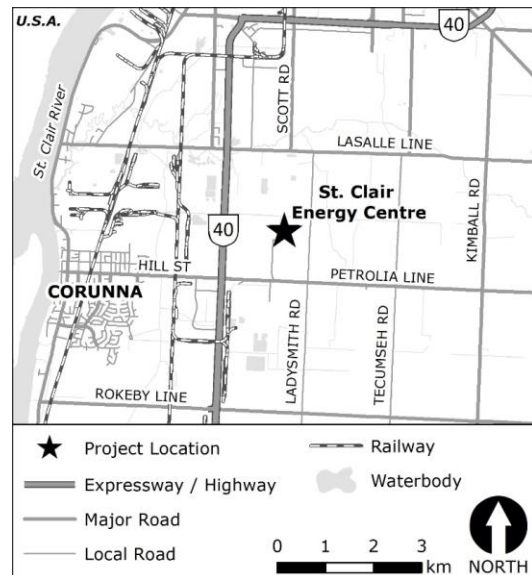 U.S.A.
40
St. Clair River
SCOTT RD
LASALLE LINE
St. Clair
Energy Centre
KIMBALL RD
40
HILL ST
PETROLIA LINE
CORUNNA
LADYSMITH RD
TECUMSEH RD
ROKEBY LINE
Project Location
Railway
Expressway / Highway
Waterbody
Major Road
Local Road
0 1 2 3
km
NORTH